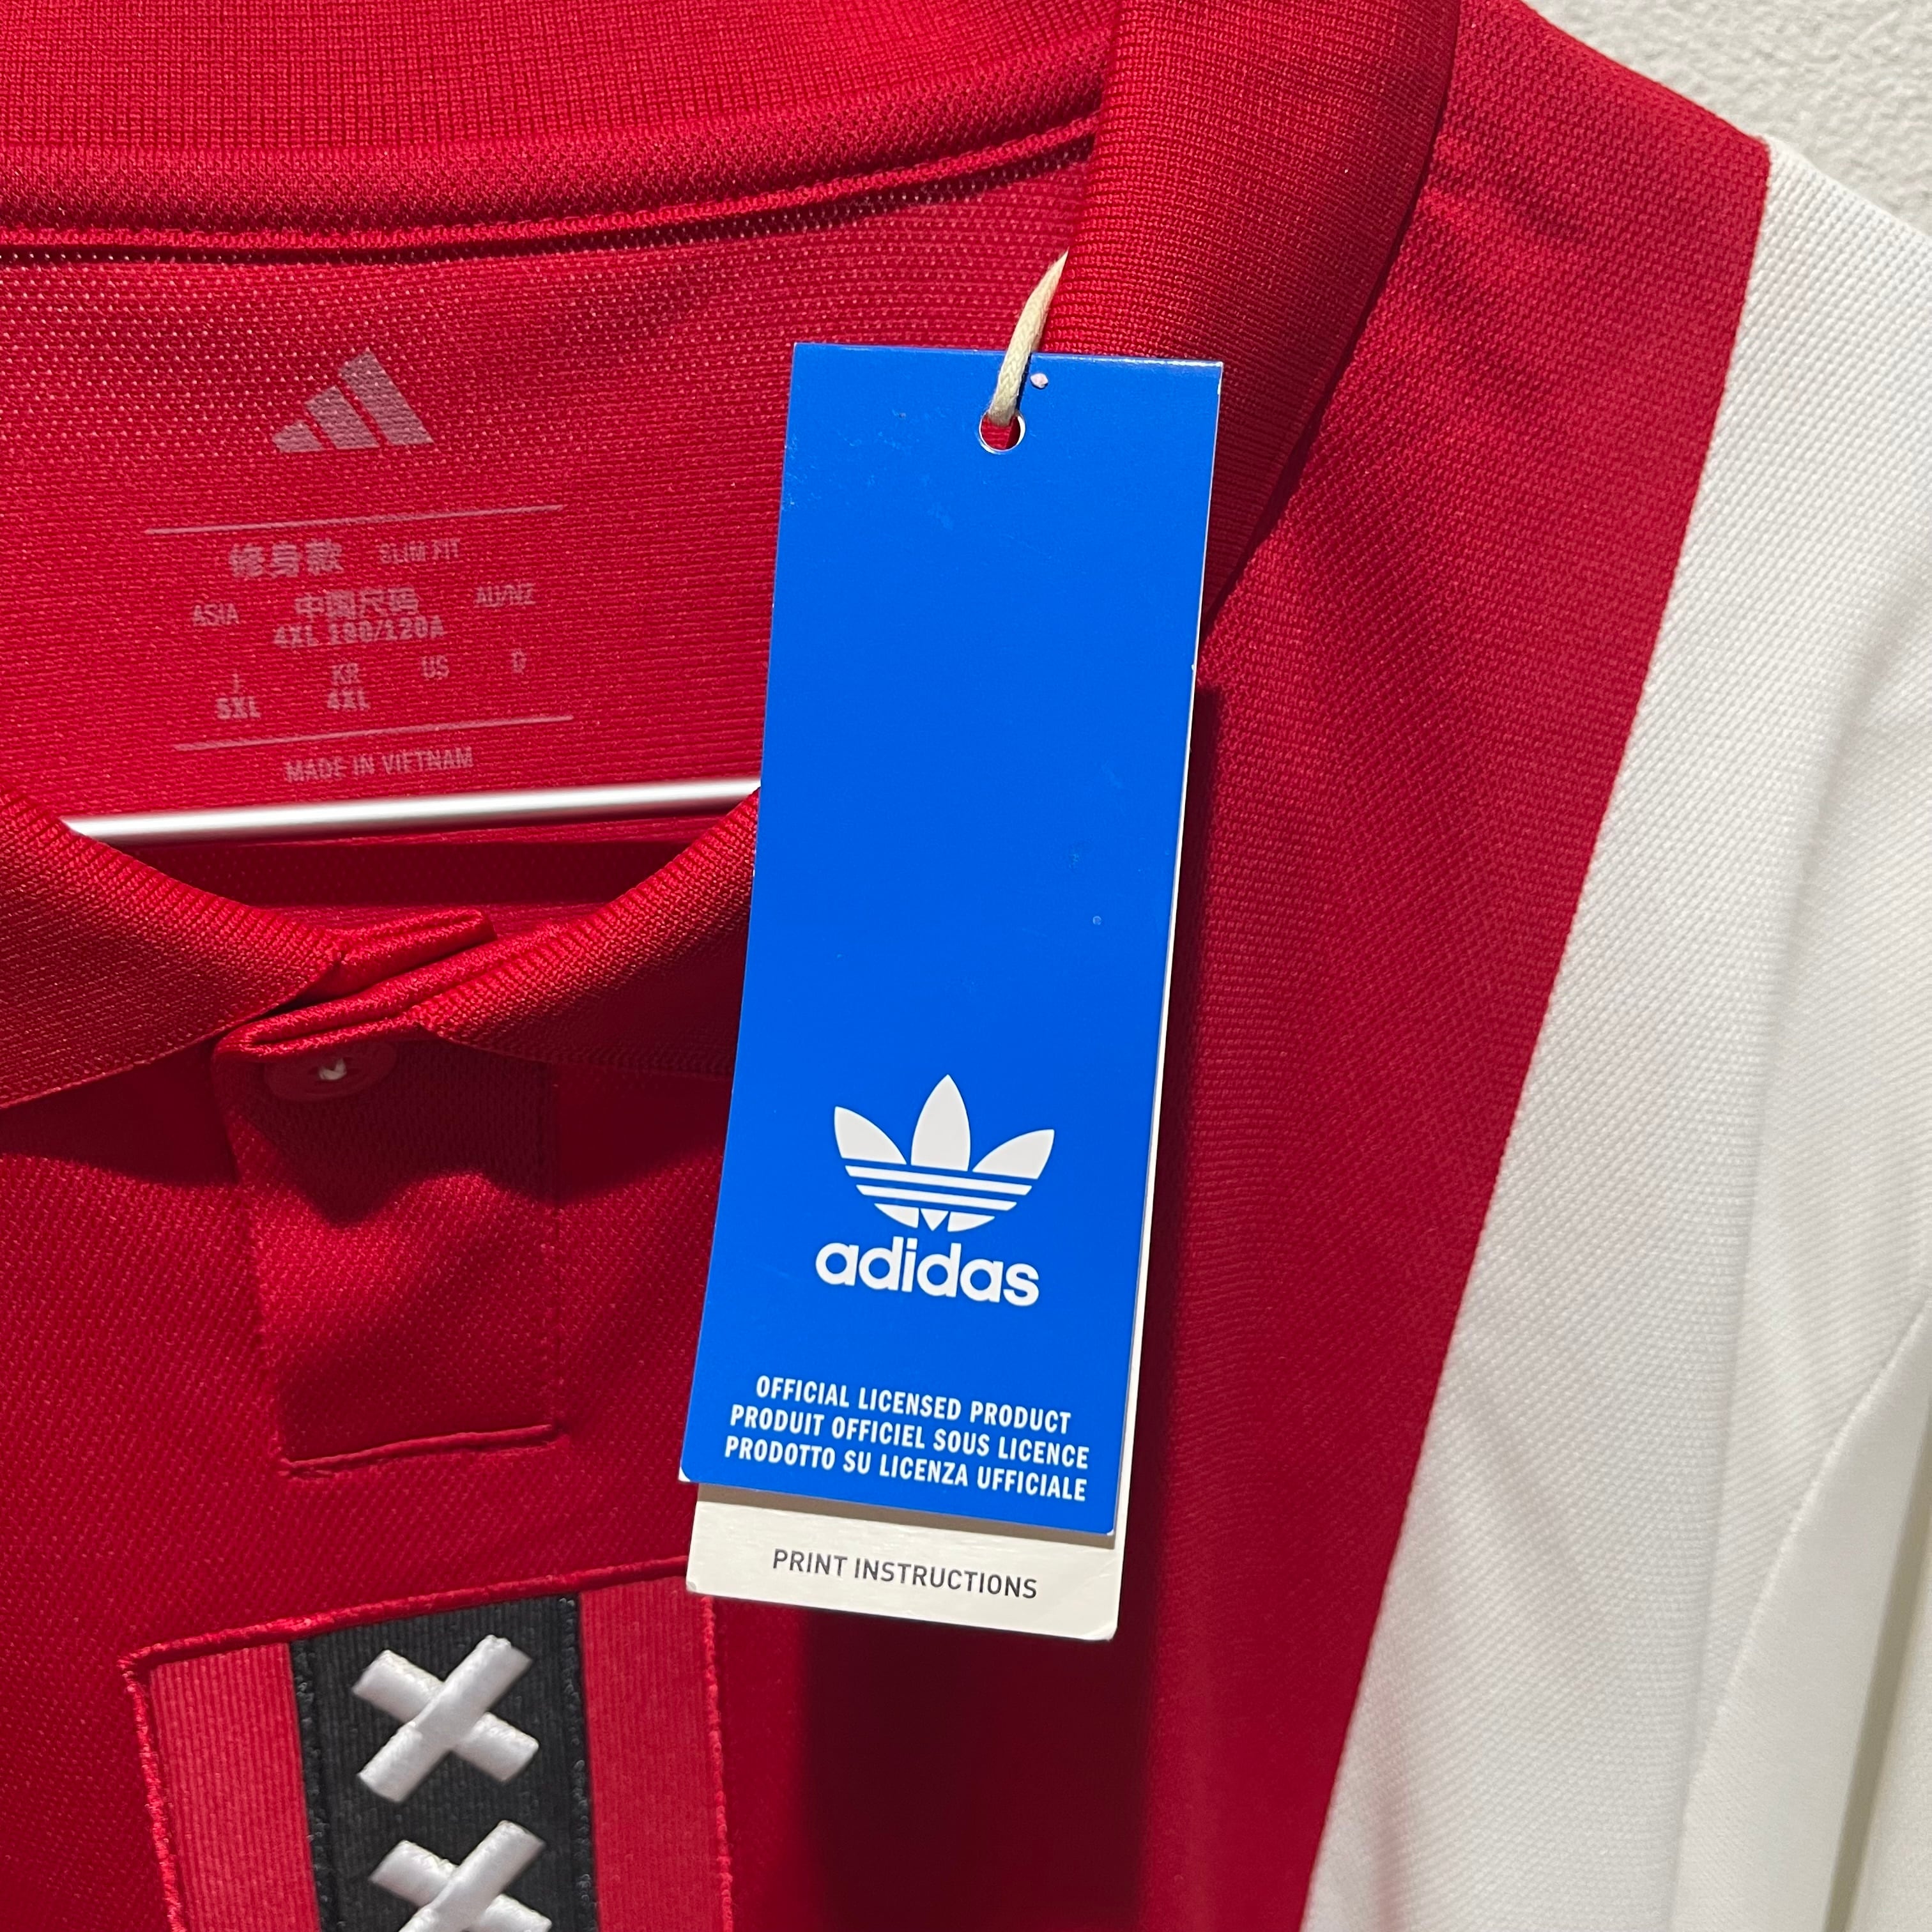 修身款 SLIM FIT
ASIA 中国尺码 AU/NZ
4XL 190/120A
J KR US D
5XL 4XL
MADE IN VIETNAM
adidas
OFFICIAL LICENSED PRODUCT
PRODUIT OFFICIEL SOUS LICENCE
PRODOTTO SU LICENZA UFFICIALE
PRINT INSTRUCTIONS